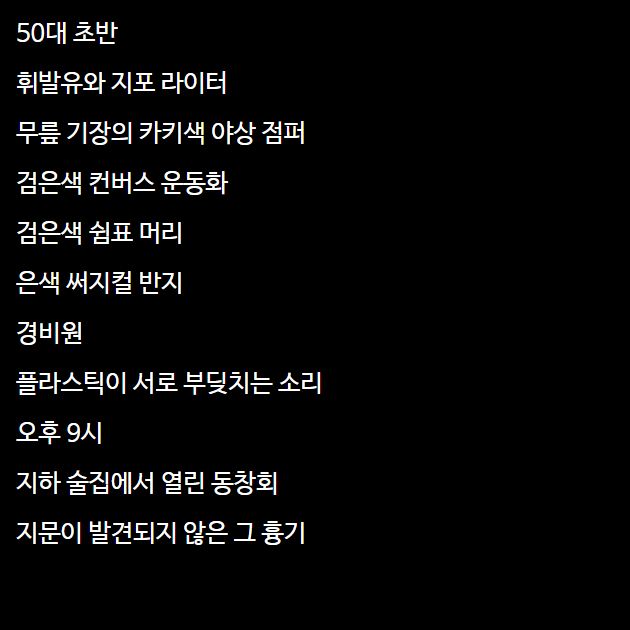 50대 초반
휘발유와 지포 라이터
무릎 기장의 카키색 야상 점퍼
검은색 컨버스 운동화
검은색 쉼표 머리
은색 써지컬 반지
경비원
플라스틱이 서로 부딪치는 소리
오후 9시
지하 술집에서 열린 동창회
지문이 발견되지 않은 그 흉기